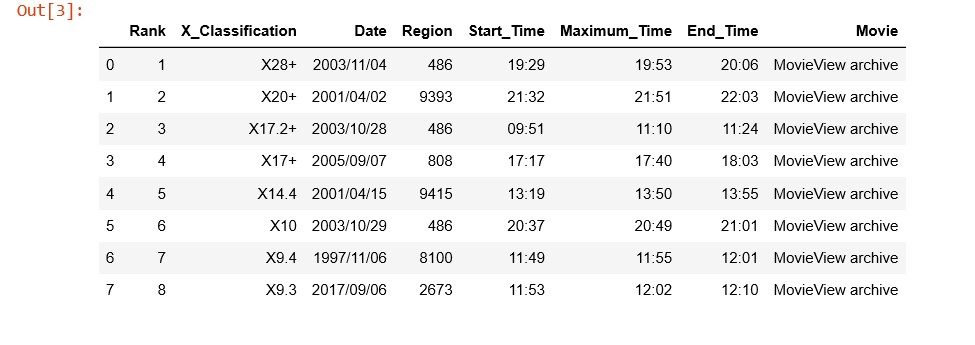 Out[3]:
Rank X_Classification Date Region Start_Time Maximum_Time End_Time Movie
0 1 X28+ 2003/11/04 486 19:29 19:53 20:06 MovieView archive
1 2 X20+ 2001/04/02 9393 21:32 21:51 22:03 MovieView archive
2 3 X17.2+ 2003/10/28 486 09:51 11:10 11:24 MovieView archive
3 4 X17+ 2005/09/07 808 17:17 17:40 18:03 MovieView archive
4 5 X14.4 2001/04/15 9415 13:19 13:50 13:55 MovieView archive
5 6 X10 2003/10/29 486 20:37 20:49 21:01 MovieView archive
6 7 X9.4 1997/11/06 8100 11:49 11:55 12:01 MovieView archive
7 8 X9.3 2017/09/06 2673 11:53 12:02 12:10 MovieView archive